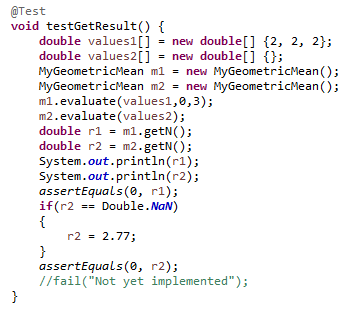 @Test
void testGetResult() {
    double values1[] = new double[] {2, 2, 2};
    double values2[] = new double[] {};
    MyGeometricMean m1 = new MyGeometricMean();
    MyGeometricMean m2 = new MyGeometricMean();
    m1.evaluate(values1,0,3);
    m2.evaluate(values2);
    double r1 = m1.getN();
    double r2 = m2.getN();
    System.out.println(r1);
    System.out.println(r2);
    assertEquals(0, r1);
    if(r2 == Double.NaN)
    {
        r2 = 2.77;
    }
    assertEquals(0, r2);
    //fail("Not yet implemented");
}